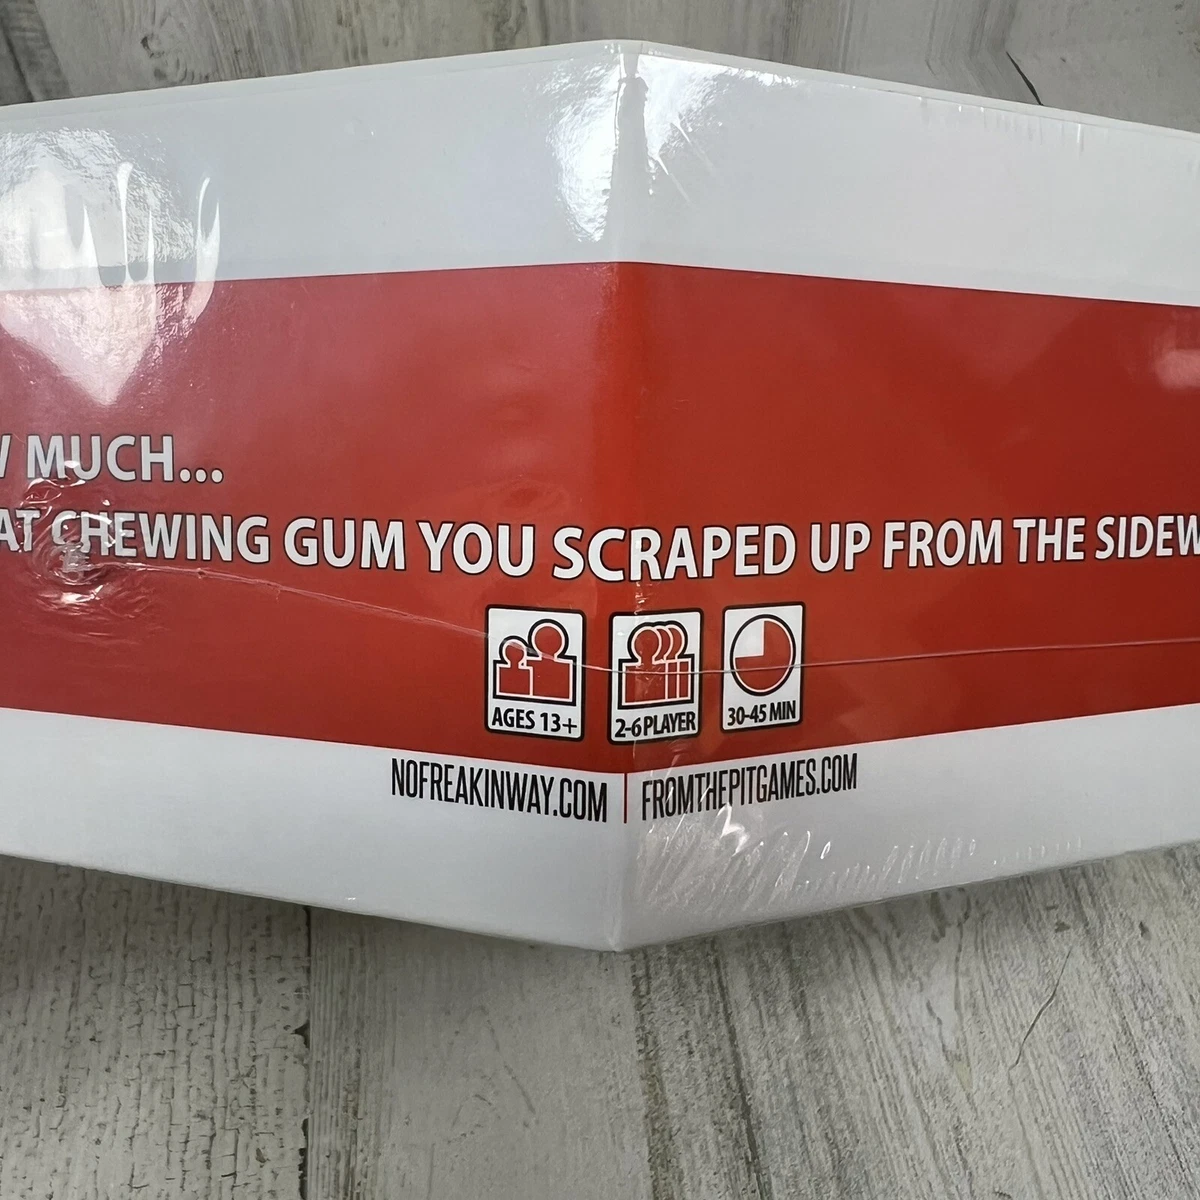 MUCH...
CHEWING GUM YOU SCRAPED UP FROM THE
AGES 13+
2-6 PLAYER
30-45 MIN
NOFREAKINWAY.COM | FROMTHEPITGAMES.COM